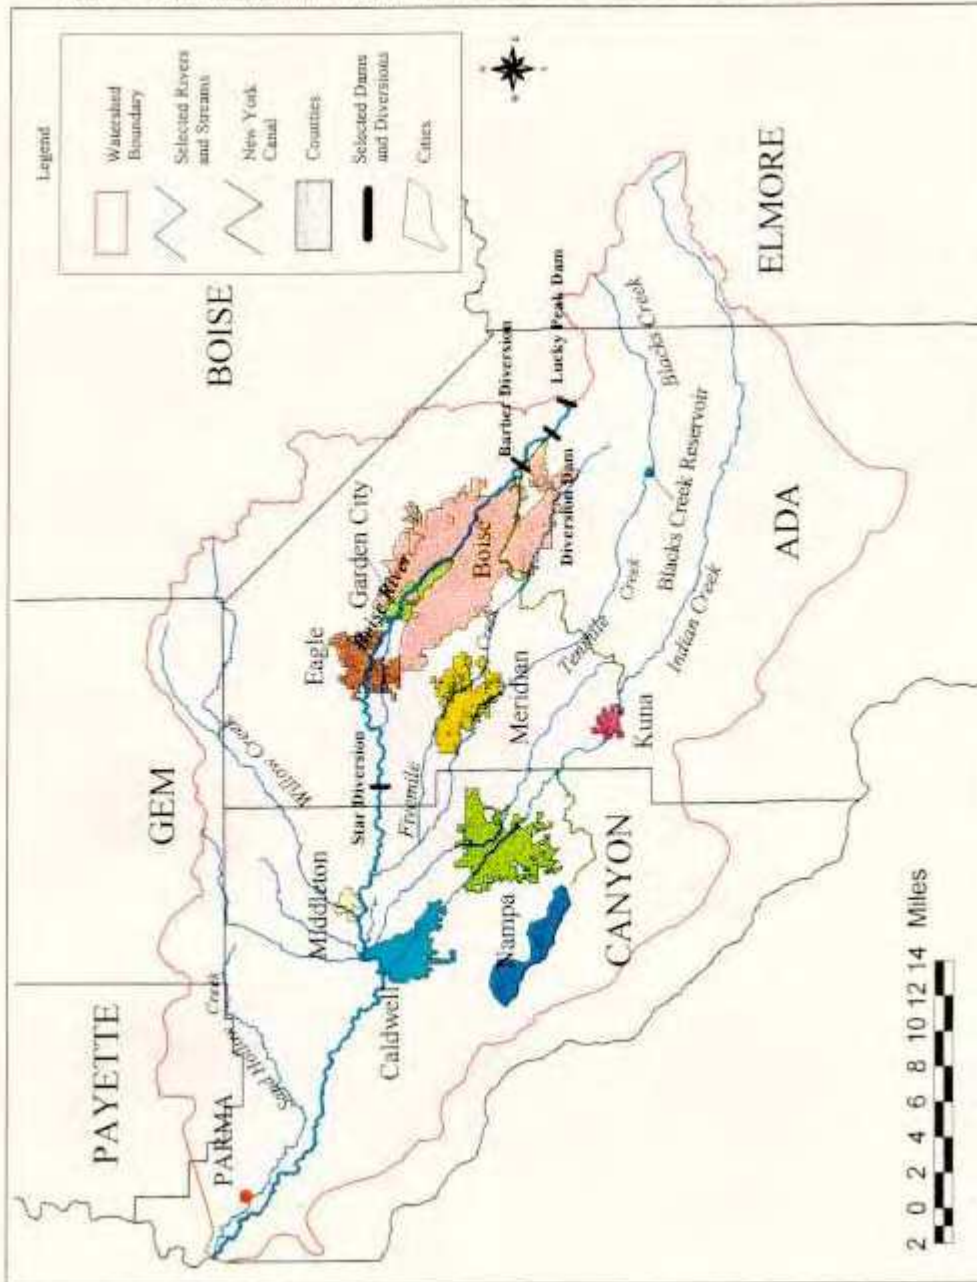 Legend
Watershed
Boundary
Selected Rivers
and Streams
New York
Canal
Counties
Selected Dams
and Diversions
Cities
PAYETTE
GEM
BOISE
ELMORE
ADA
CANYON
PARMA
Sand Hollow Creek
Willow Creek
Middleton
Caldwell
Nampa
Star Diversion
Eagle
Garden City
Boise River
Boise
Meridian
Kuna
Fivemile Creek
Tenmile Creek
Barber Diversion
Diversion Dam
Lucky Peak Dam
Blacks Creek
Blacks Creek Reservoir
Indian Creek
2 0 2 4 6 8 10 12 14 Miles